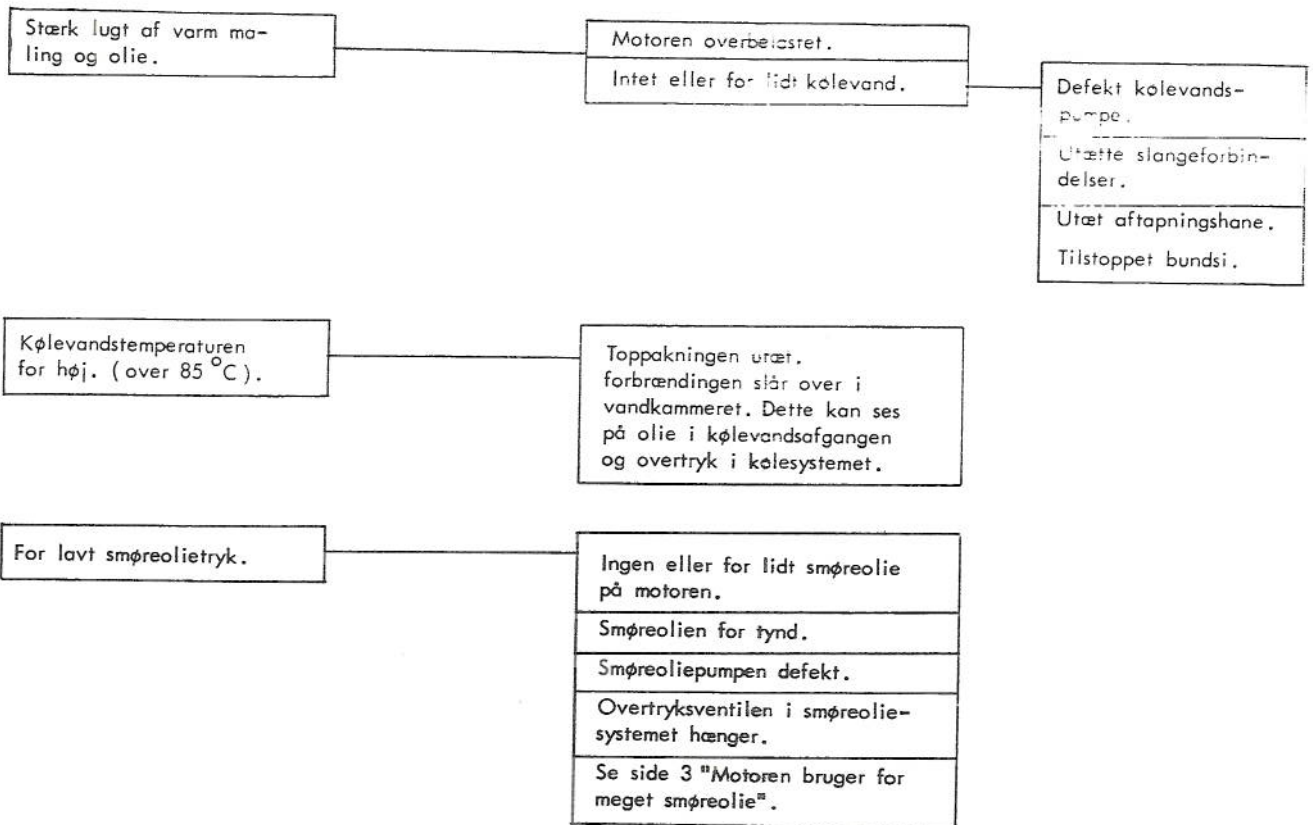 Stærk lugt af varm ma-
ling og olie.
Motoren overbelastet.
Intet eller for lidt kølevand.
Defekt kølevands-
pumpe.
Utætte slangeforbin-
delser.
Utæt aftapningshane.
Tilstoppet bundsi.
Kølevandstemperaturen
for høj. (over 85 °C).
Toppakningen utæt.
forbrændingen slår over i
vandkammeret. Dette kan ses
på olie i kølevandsafgangen
og overtryk i kølesystemet.
For lavt smøreolietryk.
Ingen eller for lidt smøreolie
på motoren.
Smøreolien for tynd.
Smøreoliepumpen defekt.
Overtryksventilen i smøreolie-
systemet hænger.
Se side 3 "Motoren bruger for
meget smøreolie".